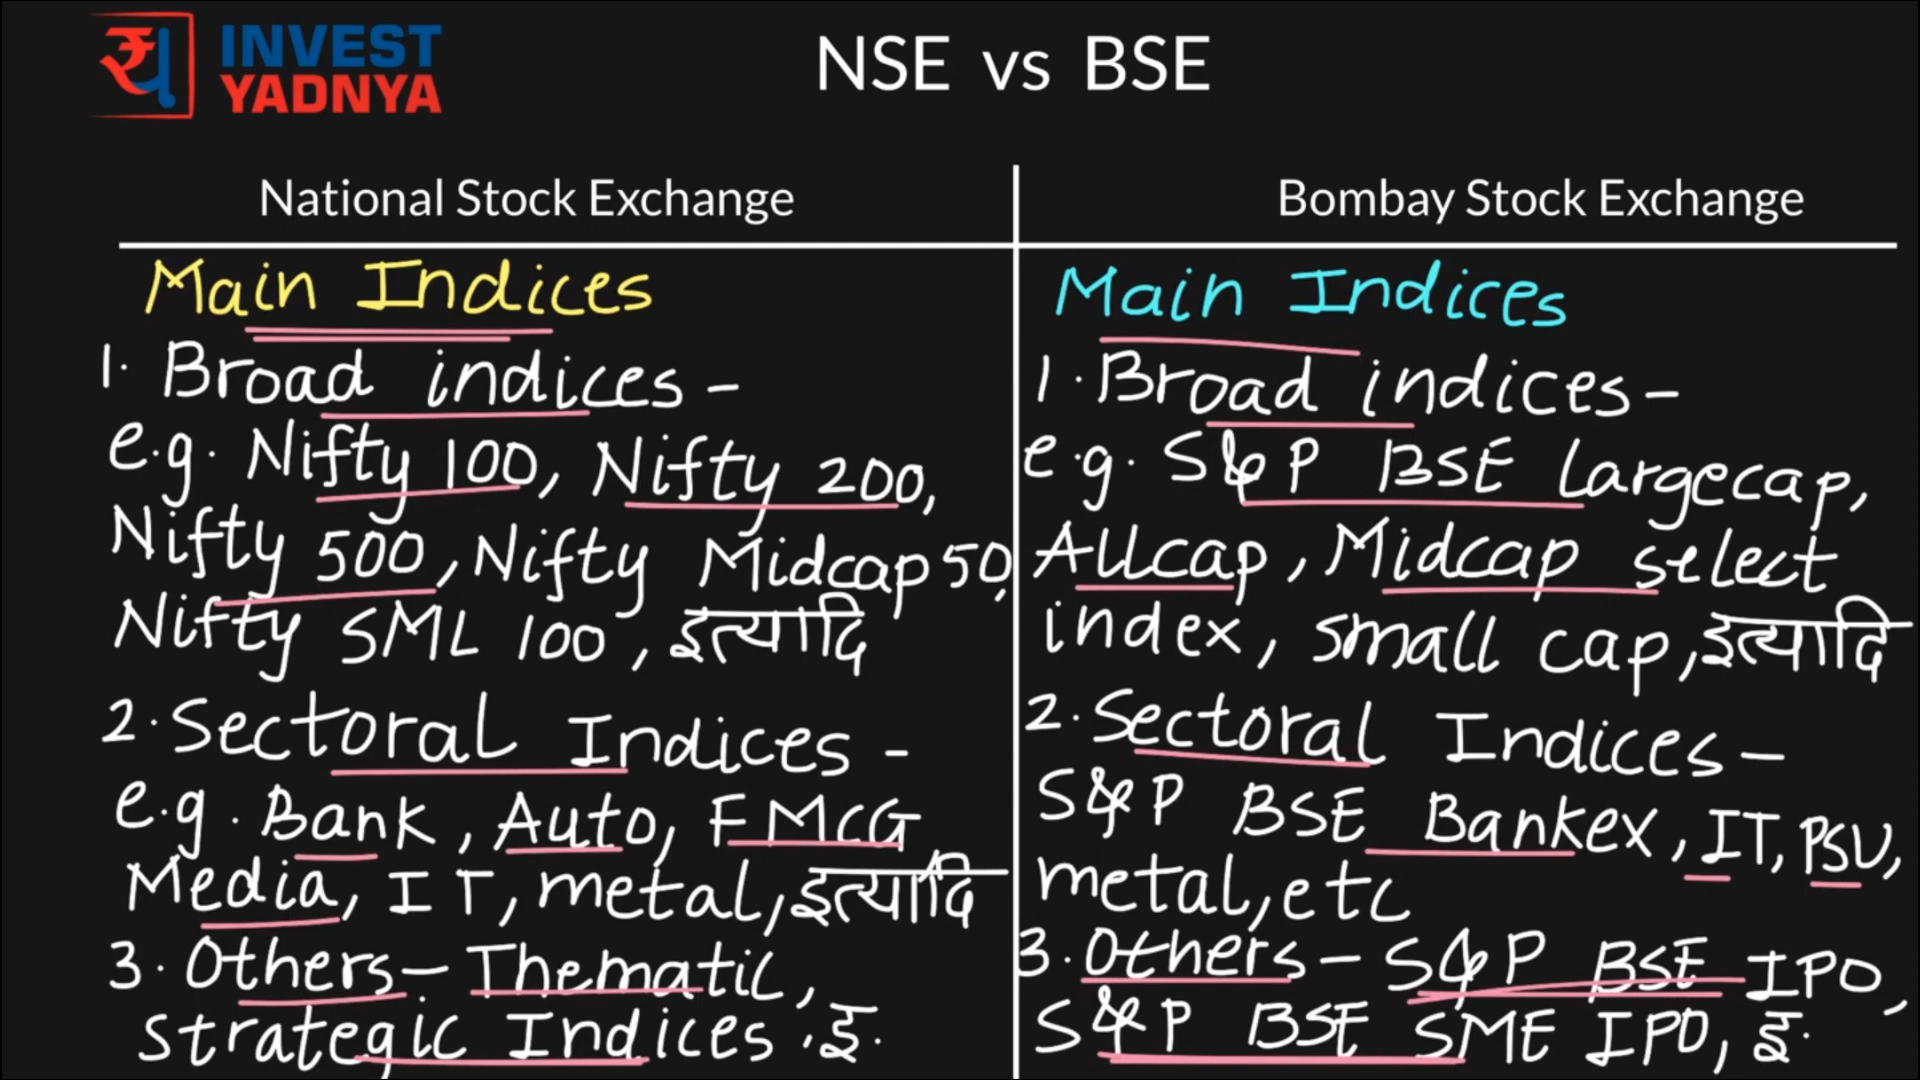 य
INVEST
YADNYA
NSE vs BSE
National Stock Exchange
Main Indices
1. Broad indices -
e.g. Nifty 100, Nifty 200,
Nifty 500, Nifty Midcap 50,
Nifty SML 100, इत्यादि
2. Sectoral Indices -
e.g. Bank, Auto, FMCG
Media, IT, metal, इत्यादि
3. Others - Thematic,
strategic Indices, इ.
Bombay Stock Exchange
Main Indices
1. Broad indices -
e.g. S&P BSE largecap,
Allcap, Midcap select
index, small cap, इत्यादि
2. Sectoral Indices -
S&P BSE Bankex, IT, PSU,
metal, etc
3. Others - S&P BSE IPO,
S&P BSE SME IPO, इ.